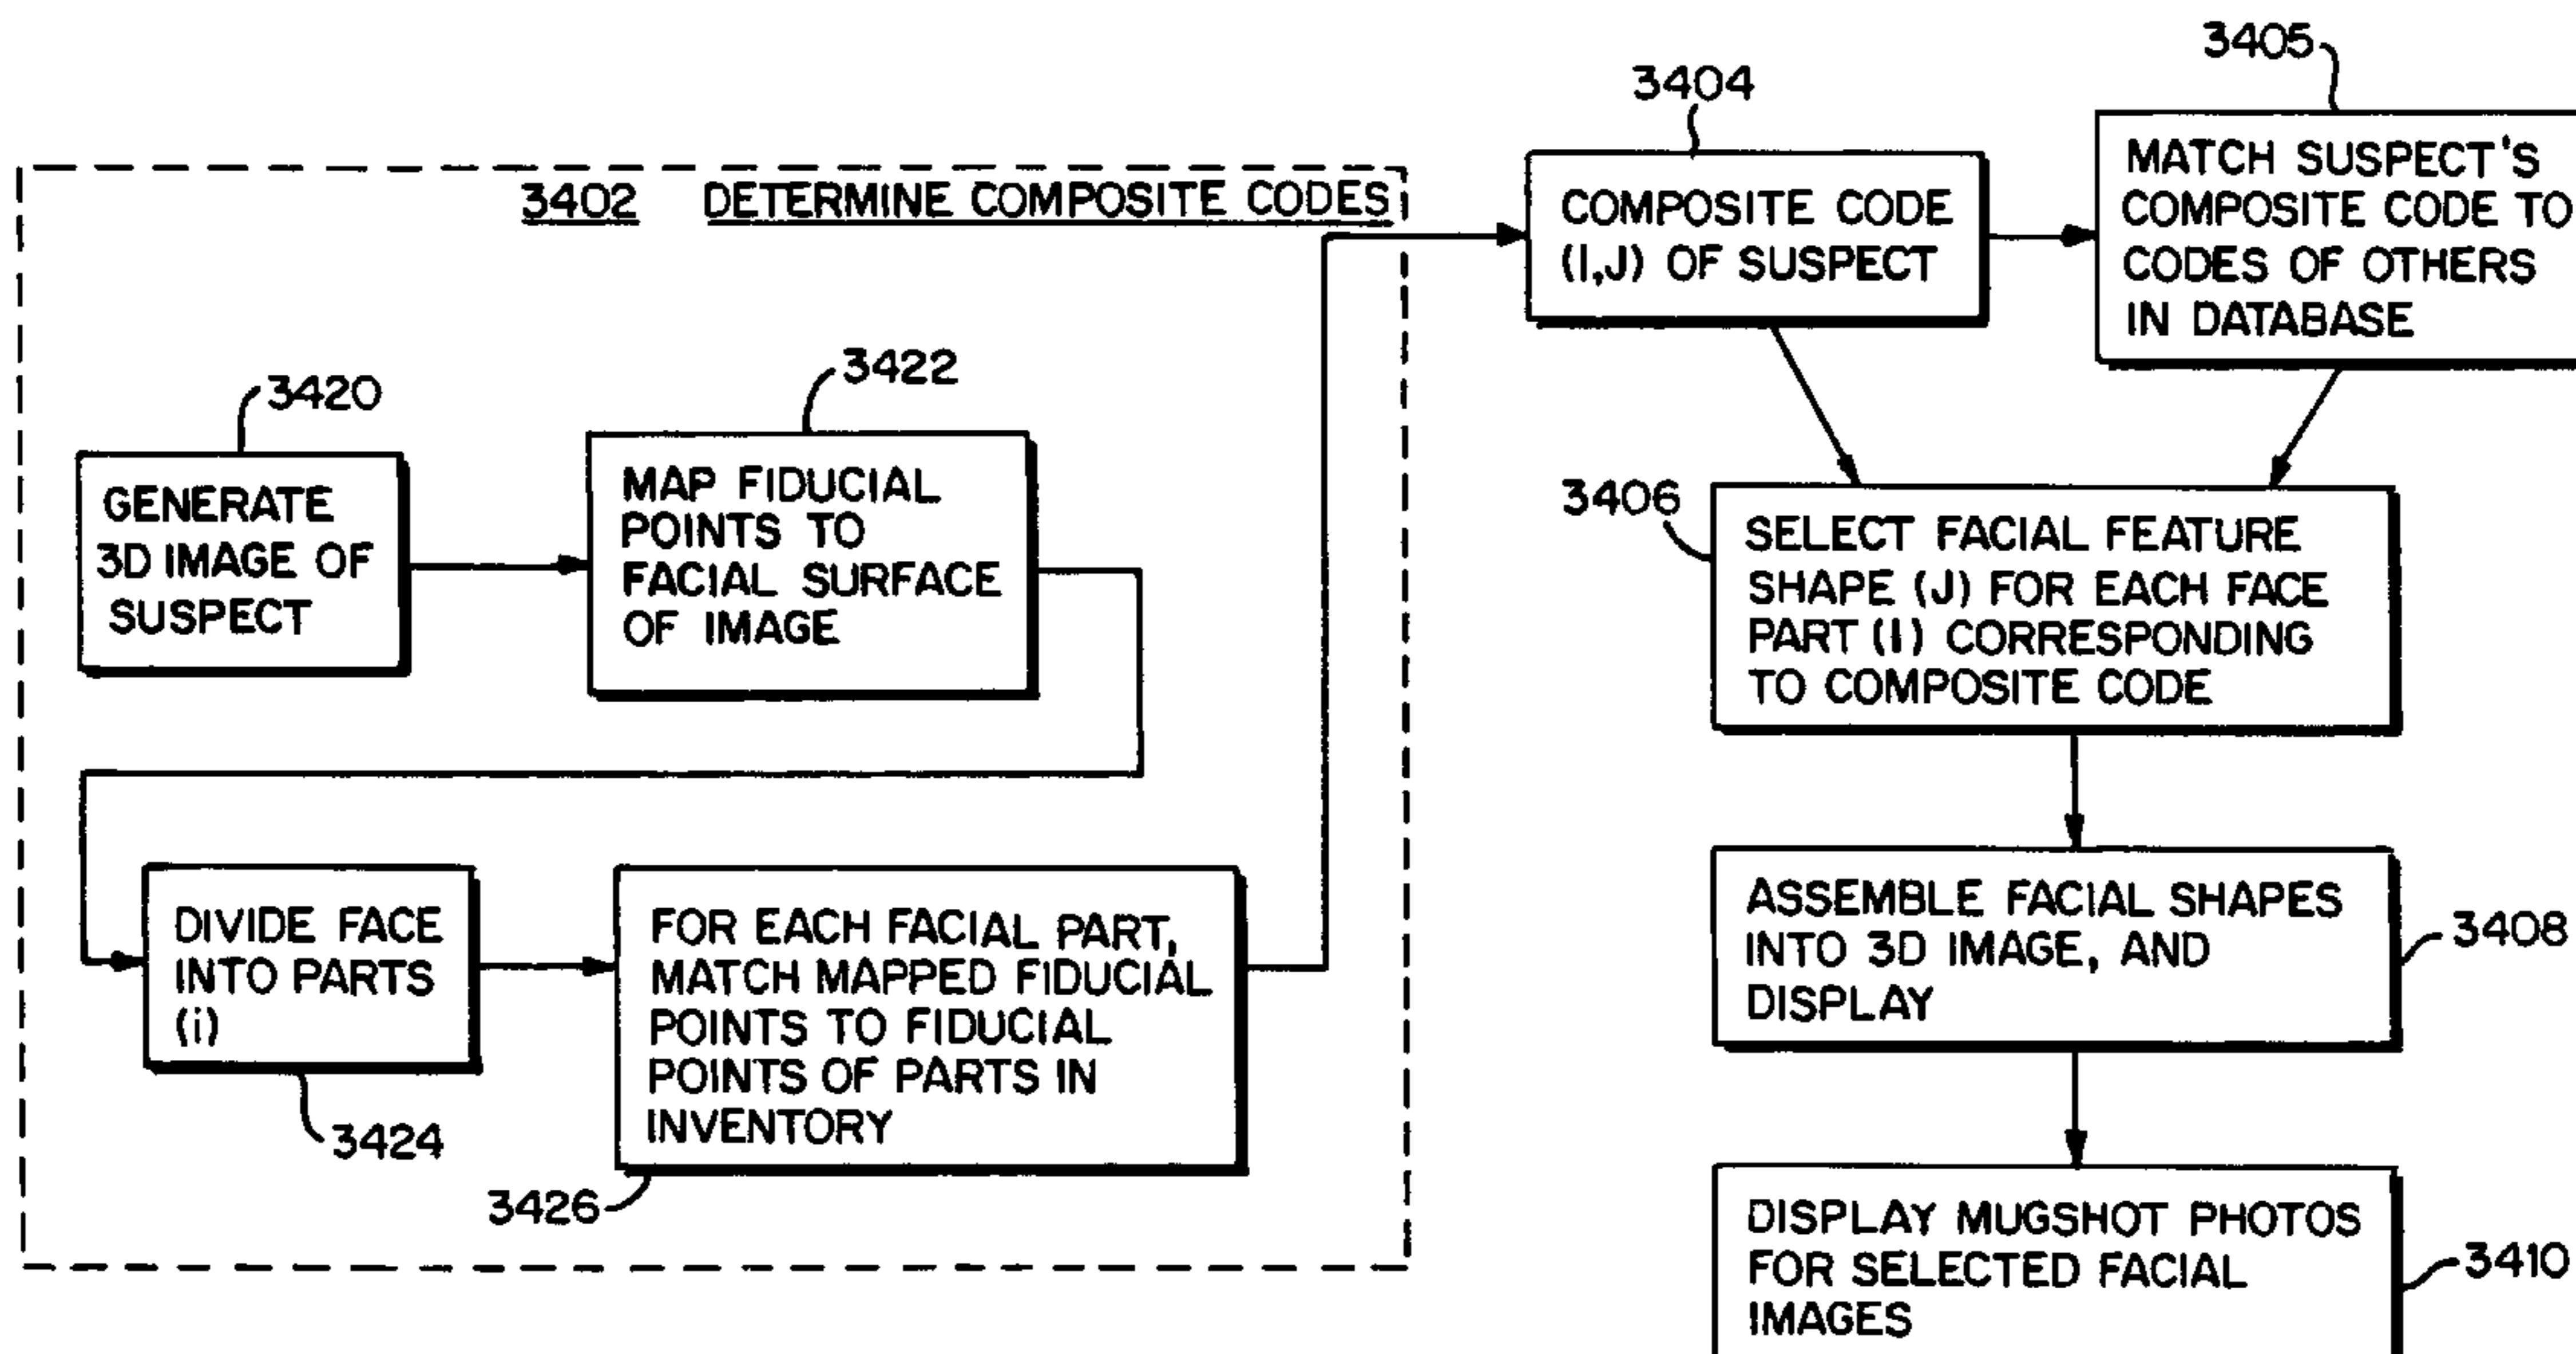 3402 DETERMINE COMPOSITE CODES
3420
GENERATE
3D IMAGE OF
SUSPECT
3422
MAP FIDUCIAL
POINTS TO
FACIAL SURFACE
OF IMAGE
DIVIDE FACE
INTO PARTS
(i)
3424
FOR EACH FACIAL PART,
MATCH MAPPED FIDUCIAL
POINTS TO FIDUCIAL
POINTS OF PARTS IN
INVENTORY
3426
3404
COMPOSITE CODE
(I,J) OF SUSPECT
3405
MATCH SUSPECT'S
COMPOSITE CODE TO
CODES OF OTHERS
IN DATABASE
3406
SELECT FACIAL FEATURE
SHAPE (J) FOR EACH FACE
PART (I) CORRESPONDING
TO COMPOSITE CODE
ASSEMBLE FACIAL SHAPES
INTO 3D IMAGE, AND
DISPLAY
3408
DISPLAY MUGSHOT PHOTOS
FOR SELECTED FACIAL
IMAGES
3410